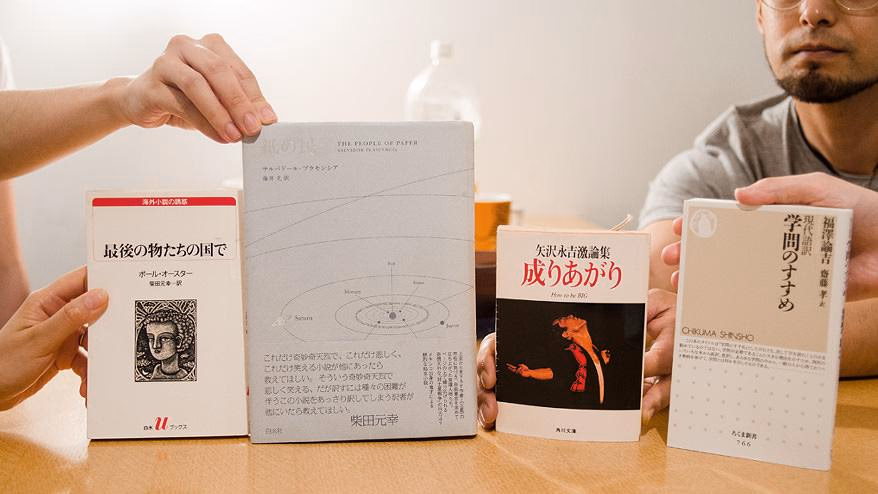 海外小説の誘惑
最後の物たちの国で
ポール・オースター
柴田元幸=訳
白水
u
ブックス
紙の民
THE PEOPLE OF PAPER
サルバドール・プラセンシア
藤井 光 訳
Sun
Mercury
Saturn
これだけ奇妙奇天烈で、これだけ悲しく、
これだけ笑える小説が他にあったら
教えてほしい。そういう奇妙奇天烈で
悲しく笑える、だが訳すには種々の困難が
伴うこの小説をあっさり訳してしまう訳者が
他にいたら教えてほしい。
柴田元幸
白水社
矢沢永吉激論集
成りあがり
How to be BIG
角川文庫
福澤諭吉
齋藤 孝 訳
現代語訳
学問のすすめ
CHIKUMA SHINSHO
ちくま新書
766